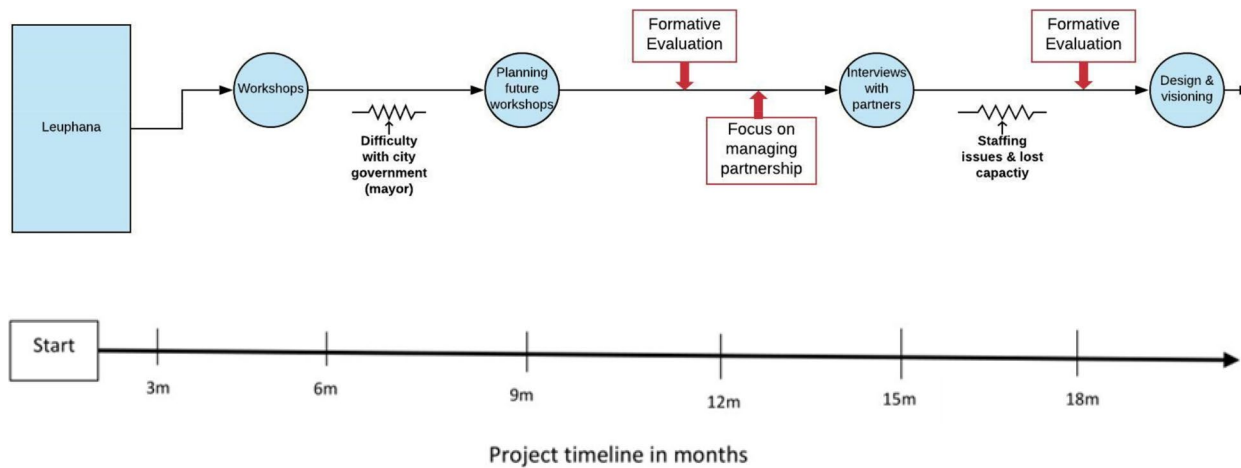 Leuphana
Workshops
Difficulty
with city
government
(mayor)
Planning
future
workshops
Formative
Evaluation
Focus on
managing
partnership
Interviews
with
partners
Staffing
issues & lost
capactiy
Formative
Evaluation
Design &
visioning
Start
3m
6m
9m
12m
15m
18m
Project timeline in months